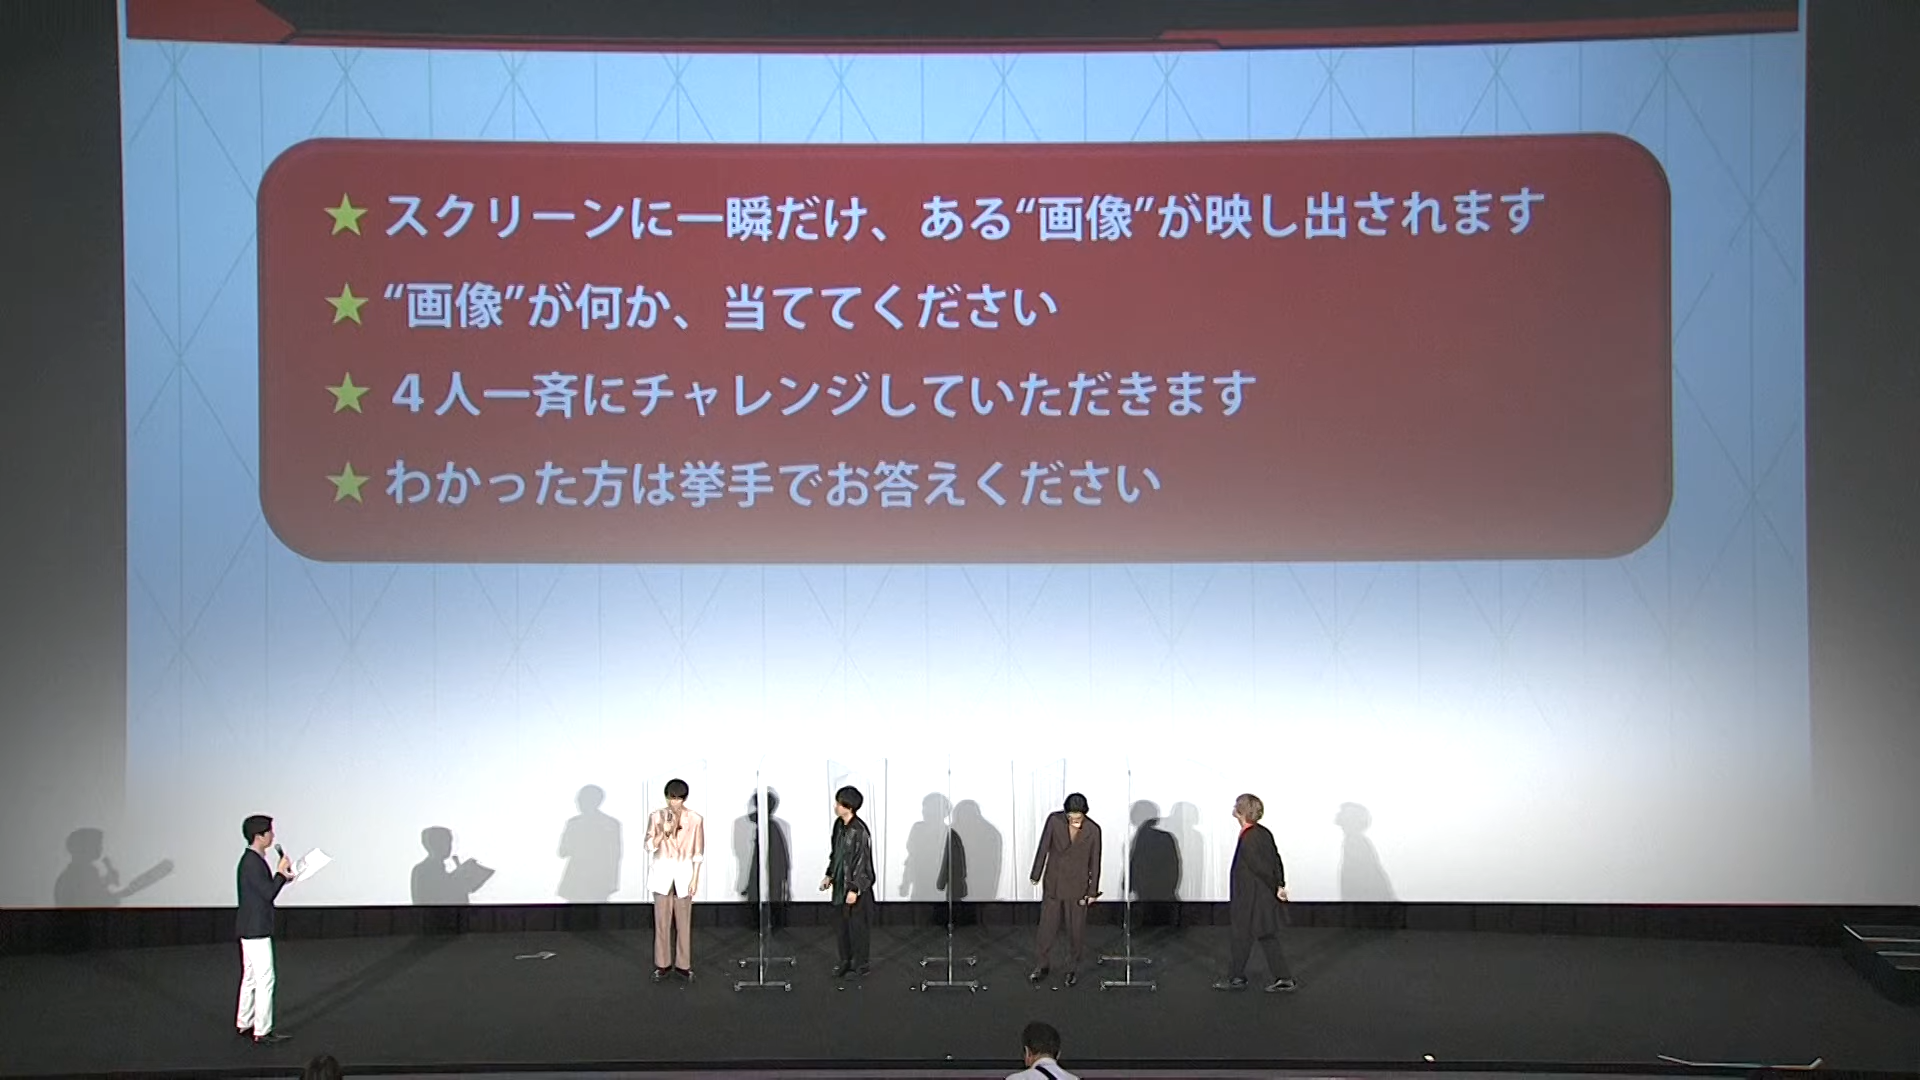 ★ スクリーンに一瞬だけ、ある“画像”が映し出されます
★ “画像”が何か、当ててください
★ 4人一斉にチャレンジしていただきます
★ わかった方は挙手でお答えください